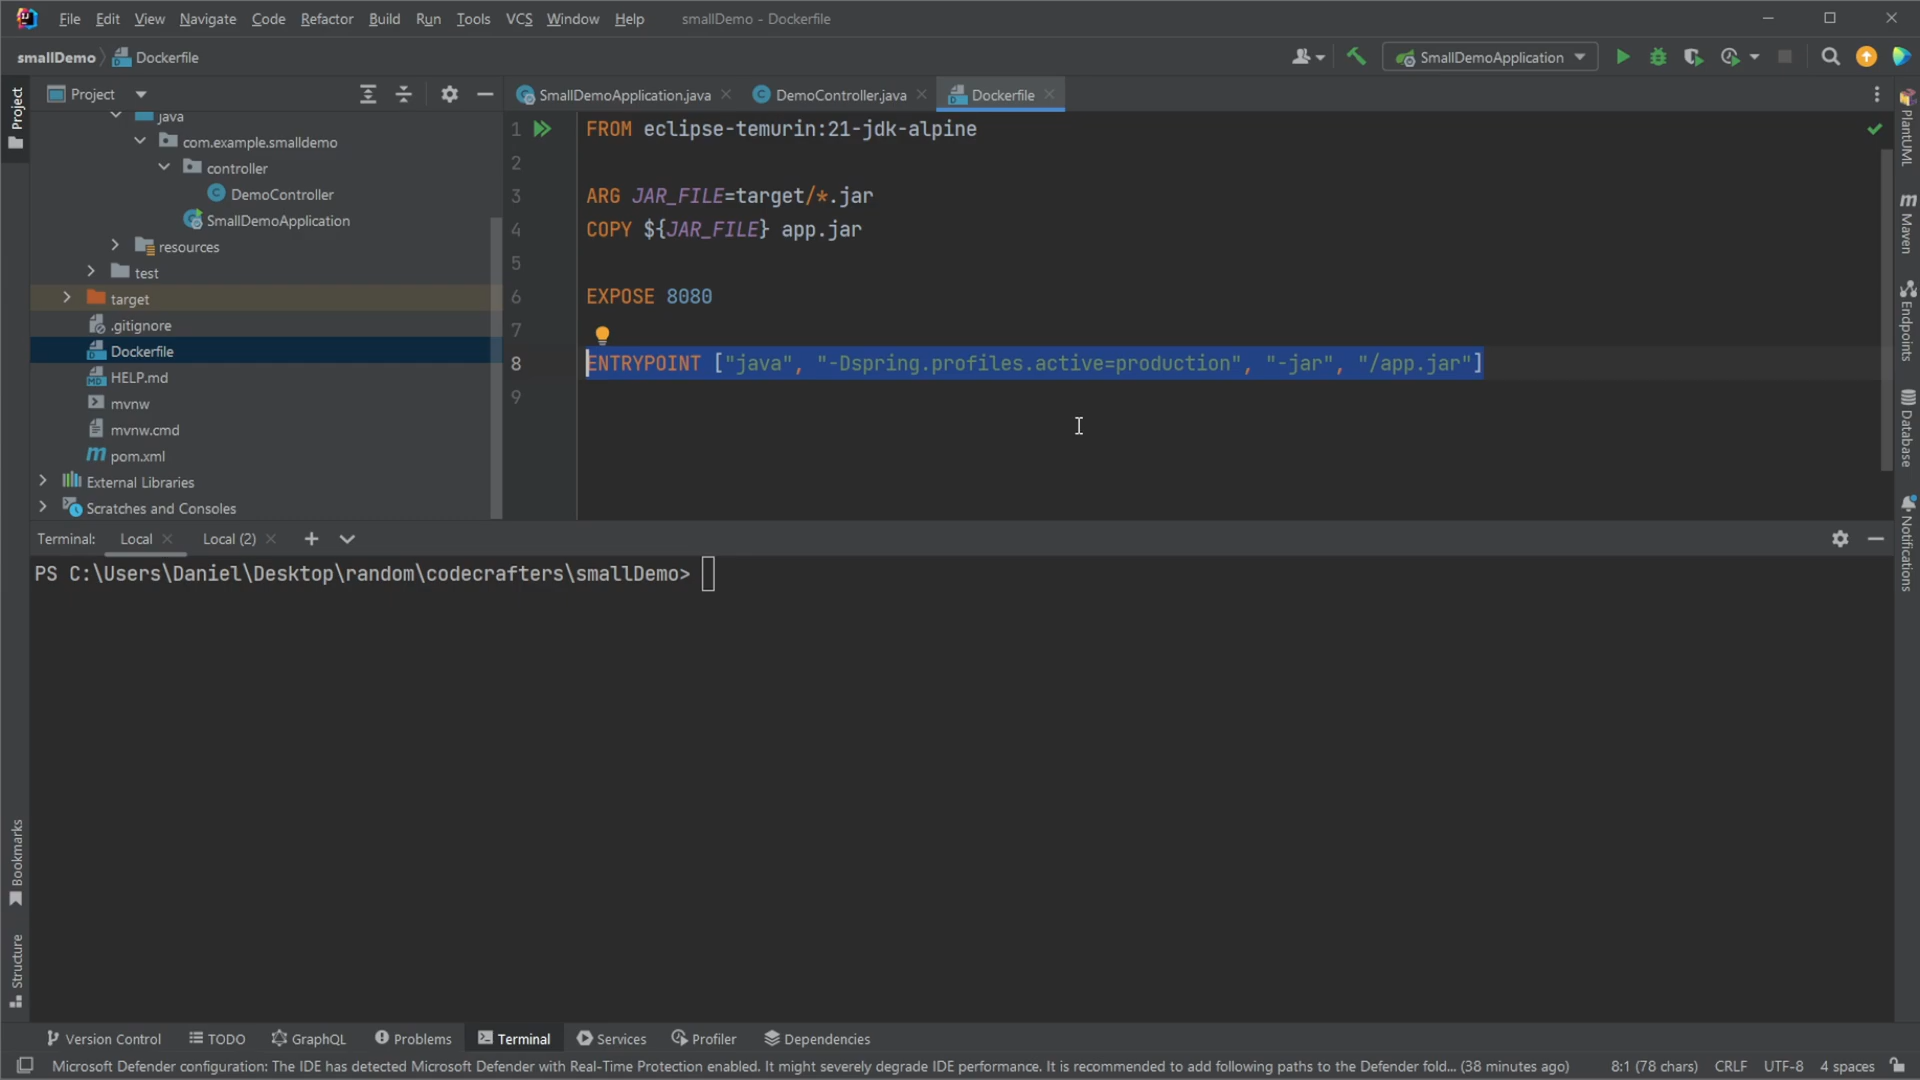 File Edit View Navigate Code Refactor Build Run Tools VCS Window Help smallDemo - Dockerfile
smallDemo Dockerfile SmallDemoApplication
Project
Project
SmallDemoApplication.java DemoController.java Dockerfile
java
com.example.smalldemo
controller
DemoController
SmallDemoApplication
resources
test
target
.gitignore
Dockerfile
HELP.md
mvnw
mvnw.cmd
pom.xml
External Libraries
Scratches and Consoles
1 FROM eclipse-temurin:21-jdk-alpine
2
3 ARG JAR_FILE=target/*.jar
4 COPY ${JAR_FILE} app.jar
5
6 EXPOSE 8080
7
8 ENTRYPOINT ["java", "-Dspring.profiles.active=production", "-jar", "/app.jar"]
9
PlantUML
Maven
Endpoints
Database
Notifications
Terminal: Local Local (2)
PS C:\Users\Daniel\Desktop\random\codecrafters\smallDemo>
Bookmarks
Structure
Version Control TODO GraphQL Problems Terminal Services Profiler Dependencies
Microsoft Defender configuration: The IDE has detected Microsoft Defender with Real-Time Protection enabled. It might severely degrade IDE performance. It is recommended to add following paths to the Defender fold... (38 minutes ago) 8:1 (78 chars) CRLF UTF-8 4 spaces